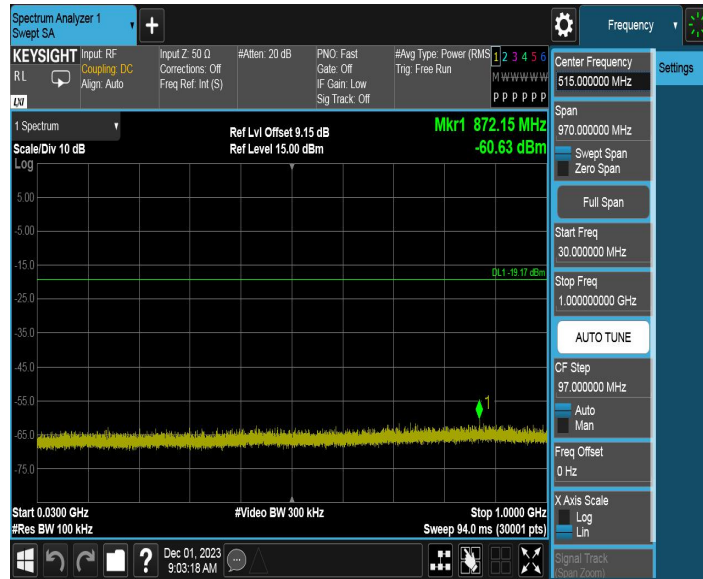 Spectrum Analyzer 1
Swept SA
+
Frequency
KEYSIGHT
RL
LXI
Input: RF
Coupling: DC
Align: Auto
Input Z: 50 Ω
Corrections: Off
Freq Ref: Int (S)
#Atten: 20 dB
PNO: Fast
Gate: Off
IF Gain: Low
Sig Track: Off
#Avg Type: Power (RMS
Trig: Free Run
1 2 3 4 5 6
M W W W W W
P P P P P P
Center Frequency
515.000000 MHz
Settings
Span
970.000000 MHz
Swept Span
Zero Span
Full Span
Start Freq
30.000000 MHz
Stop Freq
1.000000000 GHz
AUTO TUNE
CF Step
97.000000 MHz
Auto
Man
Freq Offset
0 Hz
X Axis Scale
Log
Lin
Signal Track
(Span Zoom)
1 Spectrum
Scale/Div 10 dB
Log
Ref Lvl Offset 9.15 dB
Ref Level 15.00 dBm
Mkr1 872.15 MHz
-60.63 dBm
5.00
-5.00
-15.0
DL1 -19.17 dBm
-25.0
-35.0
-45.0
-55.0
1
-65.0
-75.0
Start 0.0300 GHz
#Res BW 100 kHz
#Video BW 300 kHz
Stop 1.0000 GHz
Sweep 94.0 ms (30001 pts)
?
Dec 01, 2023
9:03:18 AM